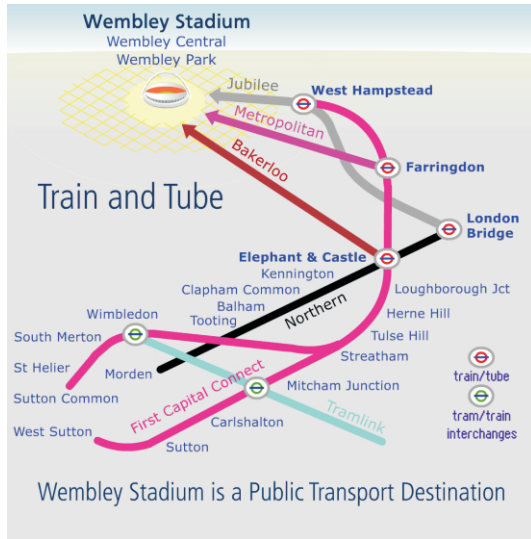 Wembley Stadium
Wembley Central
Wembley Park
Jubilee
West Hampstead
Metropolitan
Bakerloo
Farringdon
Train and Tube
London
Bridge
Elephant & Castle
Kennington
Clapham Common
Balham
Tooting
Northern
Loughborough Jct
Herne Hill
Tulse Hill
Streatham
Wimbledon
South Merton
St Helier
Morden
Sutton Common
First Capital Connect
Mitcham Junction
train/tube
Carlshalton
Tramlink
tram/train
interchanges
West Sutton
Sutton
Wembley Stadium is a Public Transport Destination